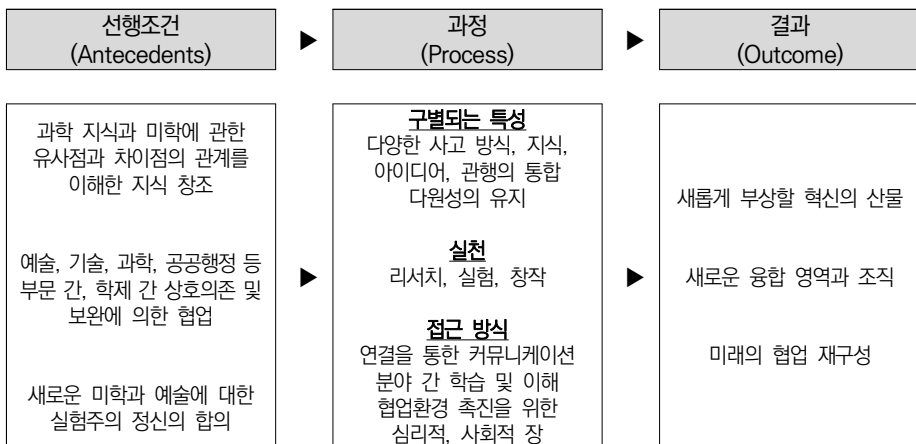 선행조건
(Antecedents)
▶
과정
(Process)
▶
결과
(Outcome)
과학 지식과 미학에 관한
유사점과 차이점의 관계를
이해한 지식 창조
예술, 기술, 과학, 공공행정 등
부문 간, 학제 간 상호의존 및
보완에 의한 협업
새로운 미학과 예술에 대한
실험주의 정신의 합의
▶
구별되는 특성
다양한 사고 방식, 지식,
아이디어, 관행의 통합
다원성의 유지
실천
리서치, 실험, 창작
접근 방식
연결을 통한 커뮤니케이션
분야 간 학습 및 이해
협업환경 촉진을 위한
심리적, 사회적 장
▶
새롭게 부상할 혁신의 산물
새로운 융합 영역과 조직
미래의 협업 재구성